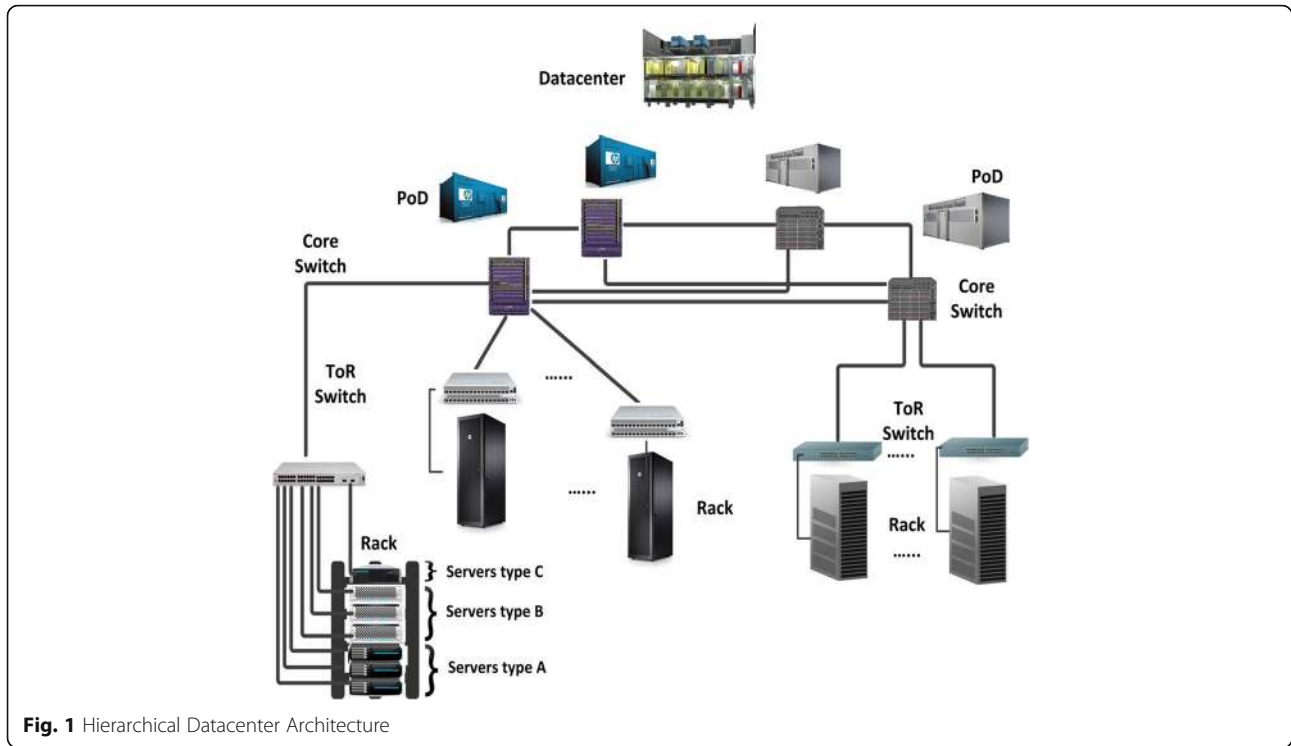 Datacenter
PoD
PoD
Core
Switch
Core
Switch
ToR
Switch
......
ToR
Switch
......
......
Rack
Rack
......
Rack
Servers type C
Servers type B
Servers type A
Fig. 1 Hierarchical Datacenter Architecture